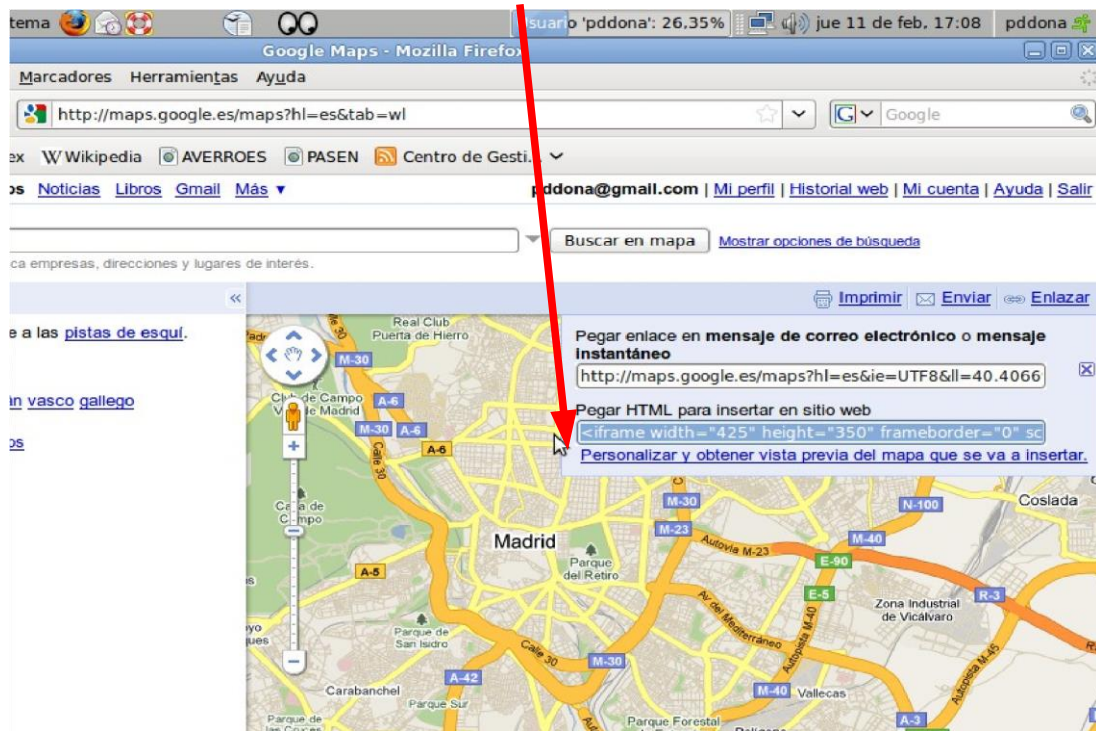 tema
Usuario 'pddona': 26,35%
jue 11 de feb, 17:08
pddona
Google Maps - Mozilla Firefox
Marcadores Herramientas Ayuda
http://maps.google.es/maps?hl=es&tab=wl
G
Google
ex W Wikipedia AVERROES PASEN Centro de Gesti...
os Noticias Libros Gmail Más ▼
pddona@gmail.com | Mi perfil | Historial web | Mi cuenta | Ayuda | Salir
Buscar en mapa
Mostrar opciones de búsqueda
ca empresas, direcciones y lugares de interés.
«
Imprimir Enviar Enlazar
e a las pistas de esquí.
Pegar enlace en mensaje de correo electrónico o mensaje
instantáneo
http://maps.google.es/maps?hl=es&ie=UTF8&ll=40.4066
Pegar HTML para insertar en sitio web
<iframe width="425" height="350" frameborder="0" sc
Personalizar y obtener vista previa del mapa que se va a insertar.
án vasco gallego
os
Real Club
Puerta de Hierro
M-30
Club de Campo
Villa de Madrid
A-6
M-30
A-6
A-6
Calle 30
Casa de
Campo
M-30
N-100
Coslada
M-23
Madrid
Autovía M-23
M-40
Parque
del Retiro
E-90
A-5
E-5
R-3
Zona Industrial
de Vicálvaro
Av del Mediterráneo
Autopista M-40
Parque de
San Isidro
Calle 30
M-30
Autopista M-45
A-42
M-40
Vallecas
Carabanchel
Parque Sur
A-3
Parque de
las Cruces
Parque Forestal